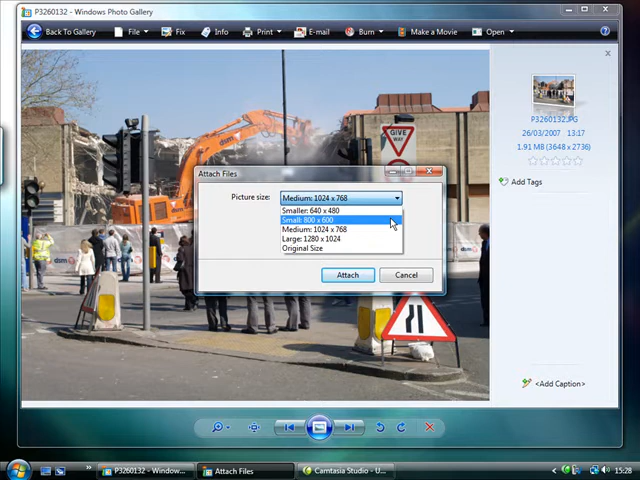 P3260132 - Windows Photo Gallery
Back To Gallery
File
Fix
Info
Print
E-mail
Burn
Make a Movie
Open
GIVE WAY
dsm
dsm
dsm
P3260132.JPG
26/03/2007 13:17
1.91 MB (3648 x 2736)
Add Tags
Attach Files
Picture size:
Medium: 1024 x 768
Smaller: 640 x 480
Small: 800 x 600
Medium: 1024 x 768
Large: 1280 x 1024
Original Size
Attach
Cancel
<Add Caption>
P3260132 - Window...
Attach Files
Camtasia Studio - U...
15:28